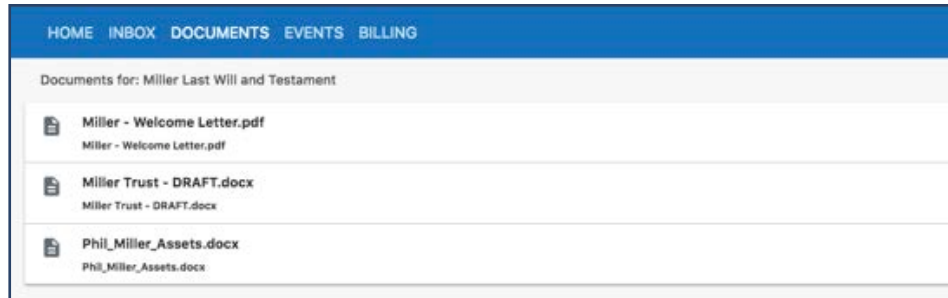 HOME INBOX DOCUMENTS EVENTS BILLING
Documents for: Miller Last Will and Testament
Miller - Welcome Letter.pdf
Miller - Welcome Letter.pdf
Miller Trust - DRAFT.docx
Miller Trust - DRAFT.docx
Phil_Miller_Assets.docx
Phil_Miller_Assets.docx